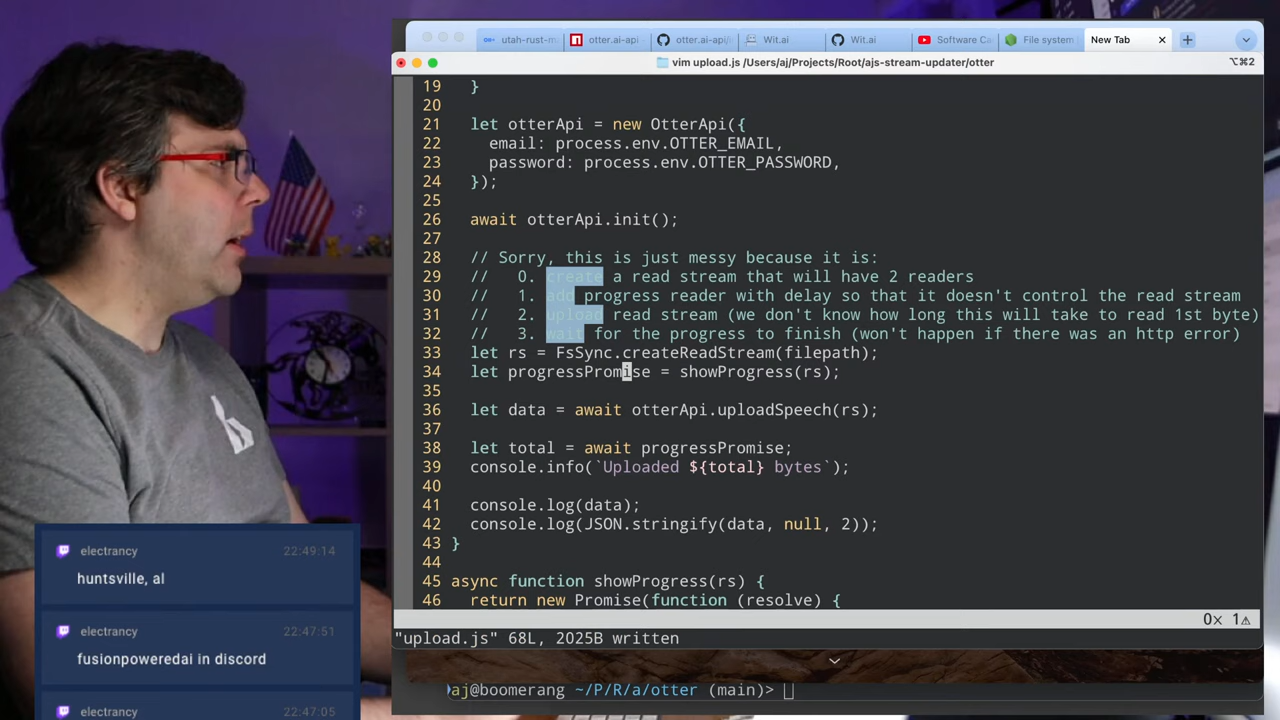 utah-rust-m
otter.ai-api
otter.ai-api/
Wit.ai
Wit.ai
Software Ca
File system
New Tab
vim upload.js /Users/aj/Projects/Root/ajs-stream-updater/otter
⌥⌘2
19 }
20
21 let otterApi = new OtterApi({
22 email: process.env.OTTER_EMAIL,
23 password: process.env.OTTER_PASSWORD,
24 });
25
26 await otterApi.init();
27
28 // Sorry, this is just messy because it is:
29 // 0. create a read stream that will have 2 readers
30 // 1. add progress reader with delay so that it doesn't control the read stream
31 // 2. upload read stream (we don't know how long this will take to read 1st byte)
32 // 3. wait for the progress to finish (won't happen if there was an http error)
33 let rs = FsSync.createReadStream(filepath);
34 let progressPromise = showProgress(rs);
35
36 let data = await otterApi.uploadSpeech(rs);
37
38 let total = await progressPromise;
39 console.info(`Uploaded ${total} bytes`);
40
41 console.log(data);
42 console.log(JSON.stringify(data, null, 2));
43 }
44
45 async function showProgress(rs) {
46 return new Promise(function (resolve) {
0× 1⚠
"upload.js" 68L, 2025B written
aj@boomerang ~/P/R/a/otter (main)>
electrancy 22:49:14
huntsville, al
electrancy 22:47:51
fusionpoweredai in discord
electrancy 22:47:05